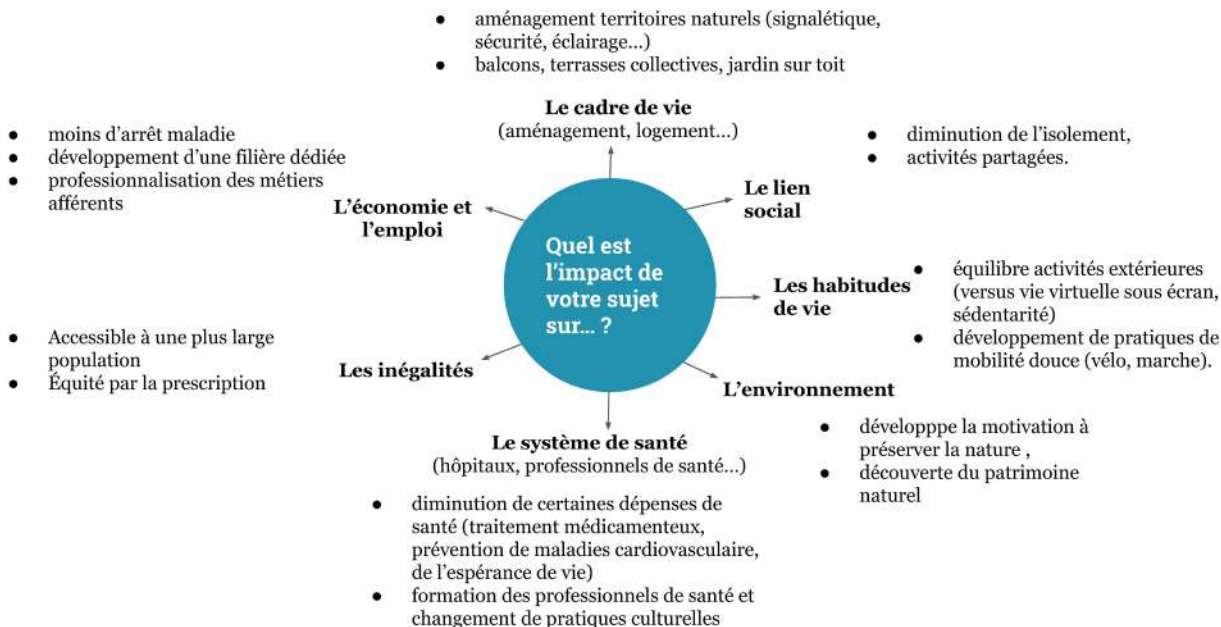 ● aménagement territoires naturels (signalétique,
sécurité, éclairage...)
● balcons, terrasses collectives, jardin sur toit
Le cadre de vie
(aménagement, logement...)
● moins d'arrêt maladie
● développement d'une filière dédiée
● professionnalisation des métiers
afférents
L'économie et
l'emploi
● diminution de l'isolement,
● activités partagées.
Le lien
social
Quel est
l'impact de
votre sujet
sur... ?
Les habitudes
de vie
● équilibre activités extérieures
(versus vie virtuelle sous écran,
sédentarité)
● développement de pratiques de
mobilité douce (vélo, marche).
● Accessible à une plus large
population
● Équité par la prescription
Les inégalités
L'environnement
● développpe la motivation à
préserver la nature ,
● découverte du patrimoine
naturel
Le système de santé
(hôpitaux, professionnels de santé...)
● diminution de certaines dépenses de
santé (traitement médicamenteux,
prévention de maladies cardiovasculaire,
de l'espérance de vie)
● formation des professionnels de santé et
changement de pratiques culturelles